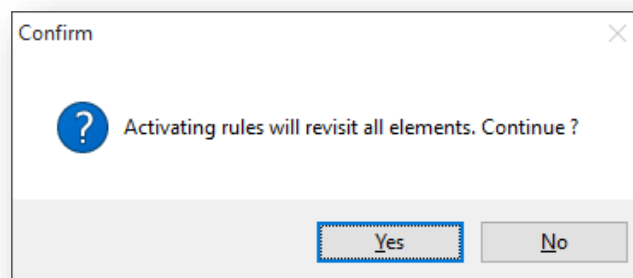 Confirm
Activating rules will revisit all elements. Continue ?
Yes
No